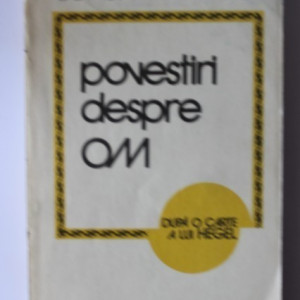 povestiri
despre
OM
DUPĂ O CARTE
A LUI HEGEL